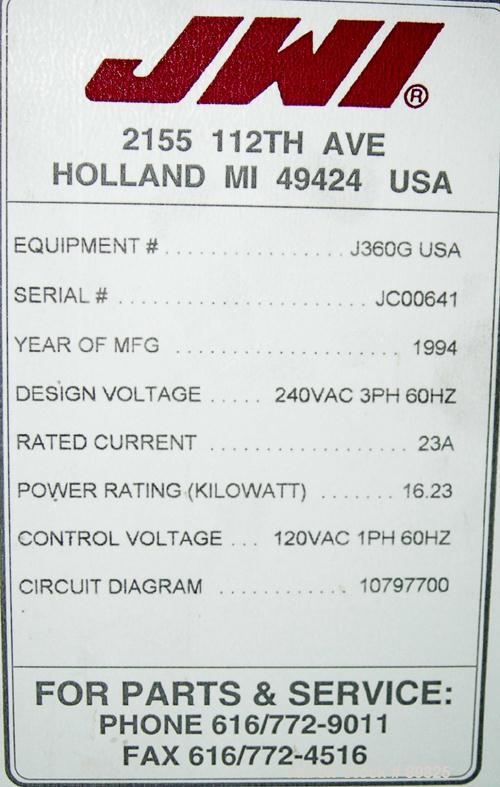 JWI®
2155 112TH AVE
HOLLAND MI 49424 USA
EQUIPMENT # .................. J360G USA
SERIAL # ....................... JC00641
YEAR OF MFG .................... 1994
DESIGN VOLTAGE ..... 240VAC 3PH 60HZ
RATED CURRENT ................. 23A
POWER RATING (KILOWATT) ....... 16.23
CONTROL VOLTAGE ... 120VAC 1PH 60HZ
CIRCUIT DIAGRAM ............ 10797700
FOR PARTS & SERVICE:
PHONE 616/772-9011
FAX 616/772-4516